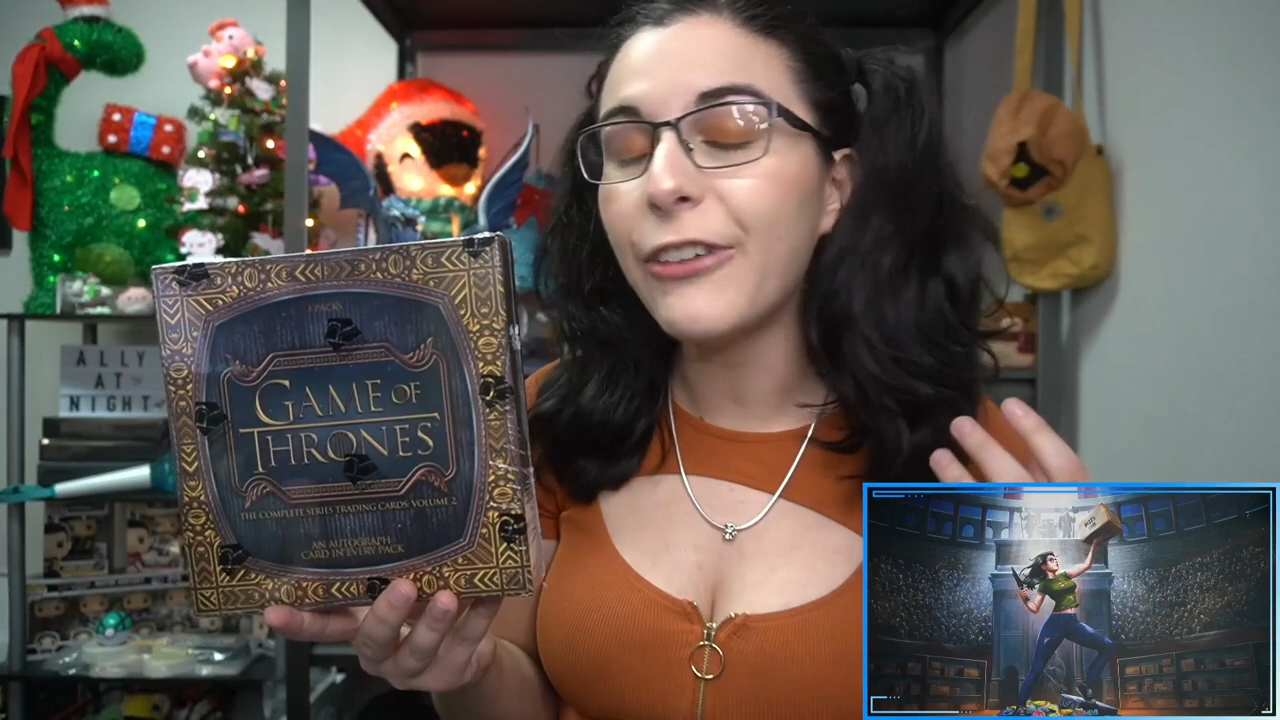 3 PACKS
GAME OF
THRONES
THE COMPLETE SERIES TRADING CARDS: VOLUME 2
AN AUTOGRAPH
CARD IN EVERY PACK
ALLY
AT
NIGHT